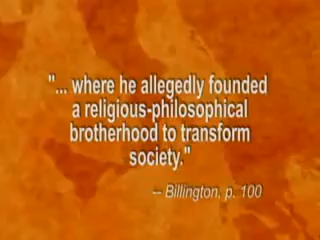 "... where he allegedly founded
a religious-philosophical
brotherhood to transform
society."
-- Billington, p. 100